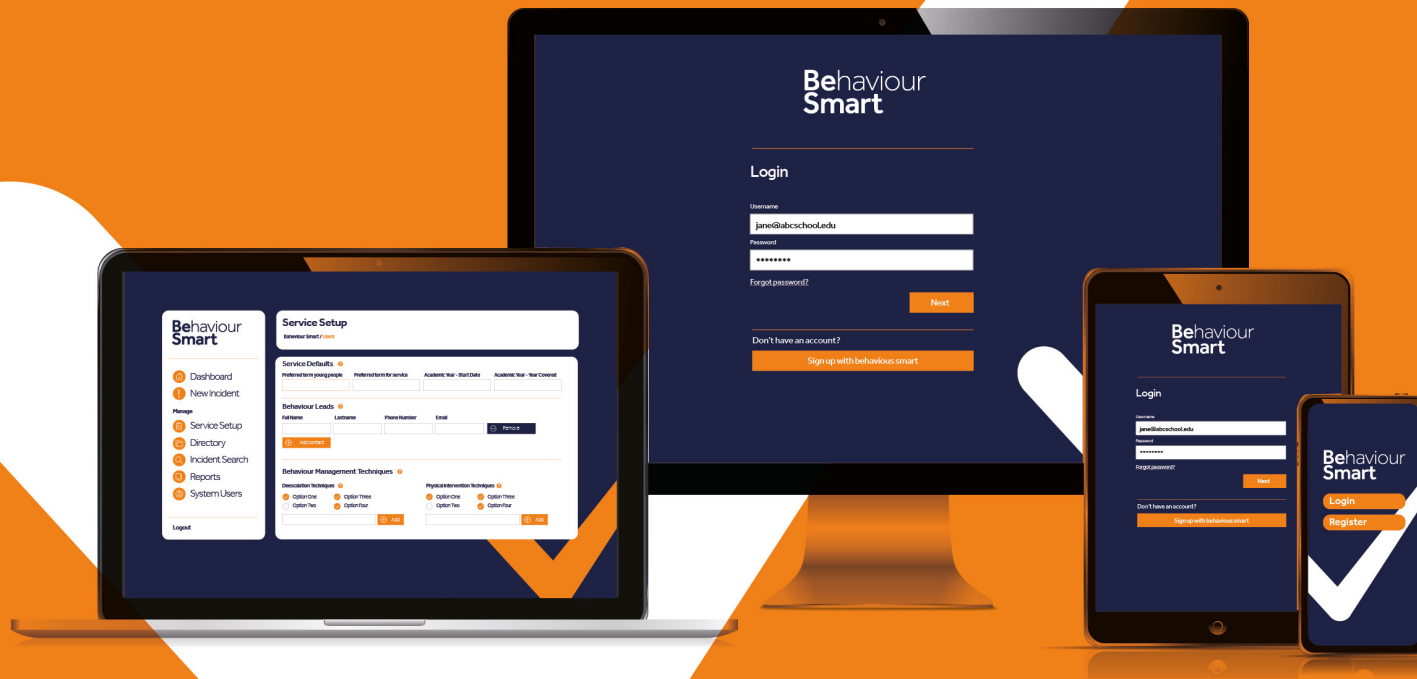 Behaviour
Smart
Login
Username
jane@abcschool.edu
Password
********
Forgot password?
Next
Don't have an account?
Sign up with behavious smart
Behaviour
Smart
Dashboard
New Incident
Manage
Service Setup
Directory
Incident Search
Reports
System Users
Logout
Service Setup
Behaviour Smart / Users
Service Defaults ?
Preferred term young people Preferred term for service Academic Year - Start Date Academic Year - Year Covered
Behaviour Leads ?
Full Name Lastname Phone Number Email
Remove
Add contact
Behaviour Management Techniques ?
Deescalation Techniques ? Physical Intervention Techniques ?
Option One Option Three Option One Option Three
Option Two Option Four Option Two Option Four
Add Add
Behaviour
Smart
Login
Username
jane@abcschool.edu
Password
********
Forgot password?
Next
Don't have an account?
Sign up with behavious smart
Behaviour
Smart
Login
Register